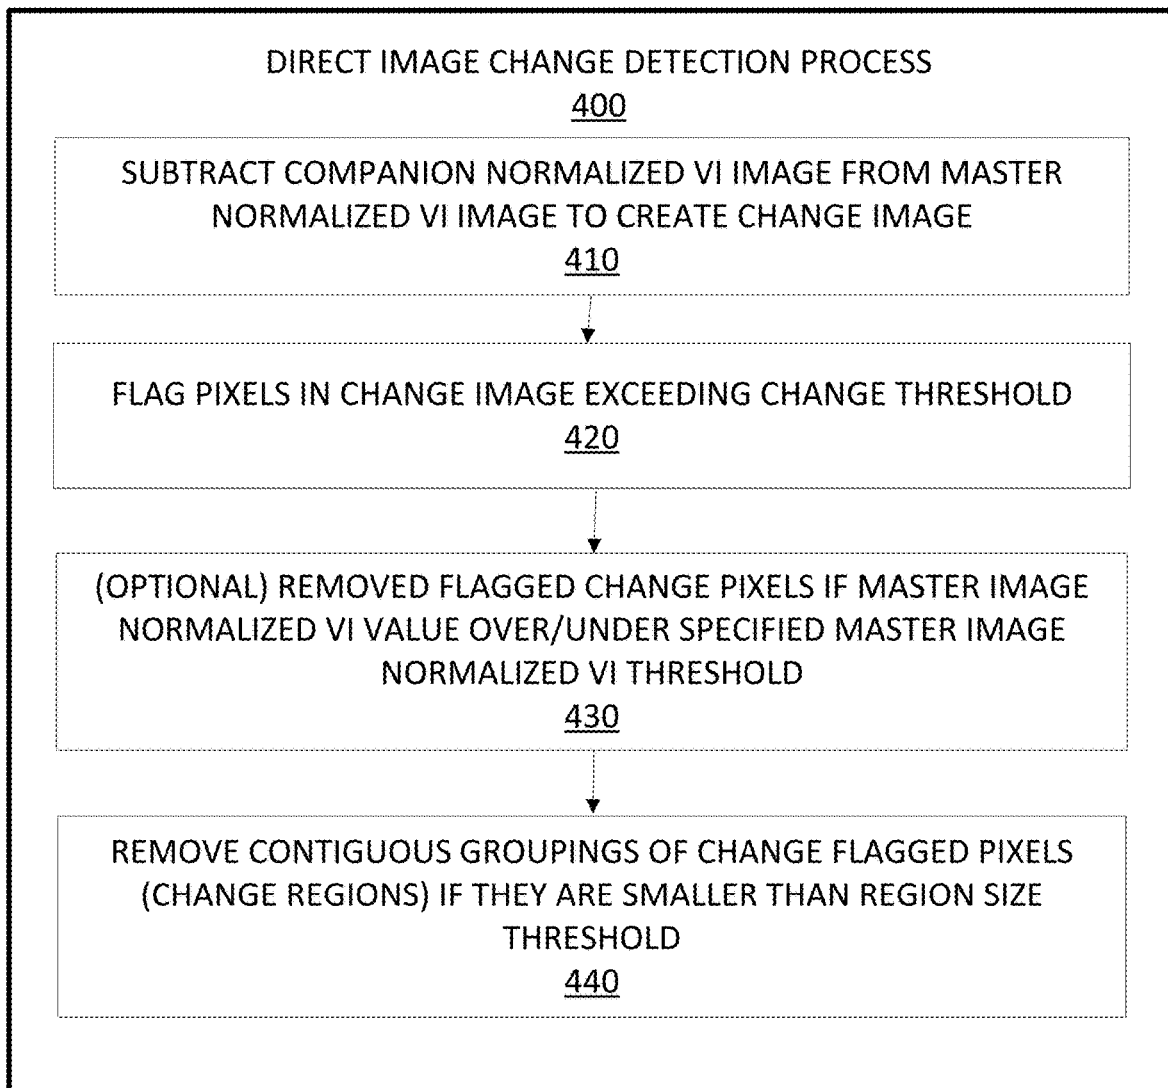 DIRECT IMAGE CHANGE DETECTION PROCESS
400
SUBTRACT COMPANION NORMALIZED VI IMAGE FROM MASTER
NORMALIZED VI IMAGE TO CREATE CHANGE IMAGE
410
FLAG PIXELS IN CHANGE IMAGE EXCEEDING CHANGE THRESHOLD
420
(OPTIONAL) REMOVED FLAGGED CHANGE PIXELS IF MASTER IMAGE
NORMALIZED VI VALUE OVER/UNDER SPECIFIED MASTER IMAGE
NORMALIZED VI THRESHOLD
430
REMOVE CONTIGUOUS GROUPINGS OF CHANGE FLAGGED PIXELS
(CHANGE REGIONS) IF THEY ARE SMALLER THAN REGION SIZE
THRESHOLD
440